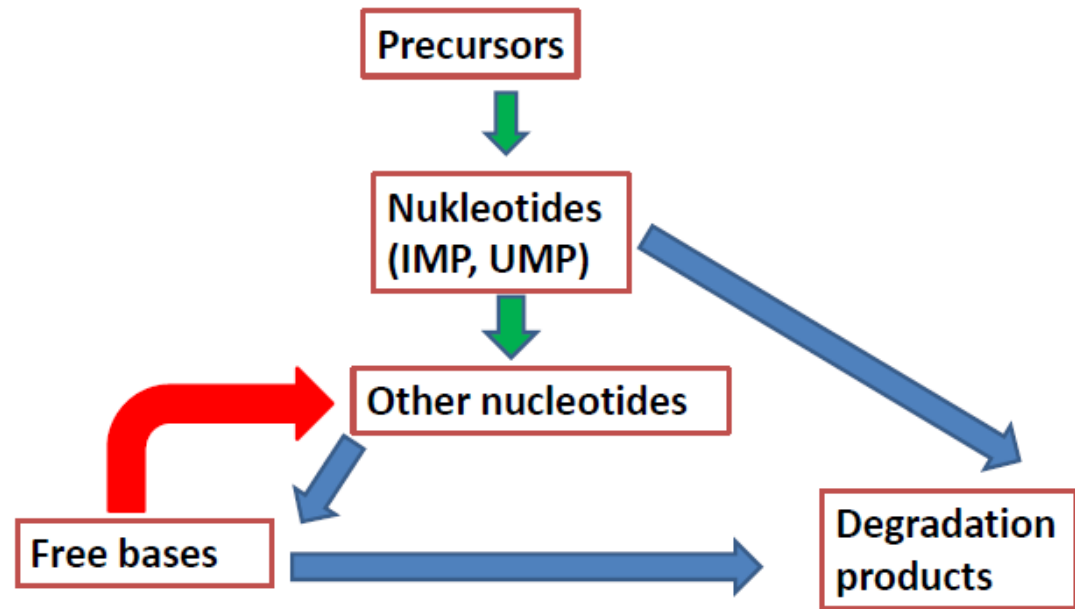 Precursors
Nukleotides
(IMP, UMP)
Other nucleotides
Free bases
Degradation
products